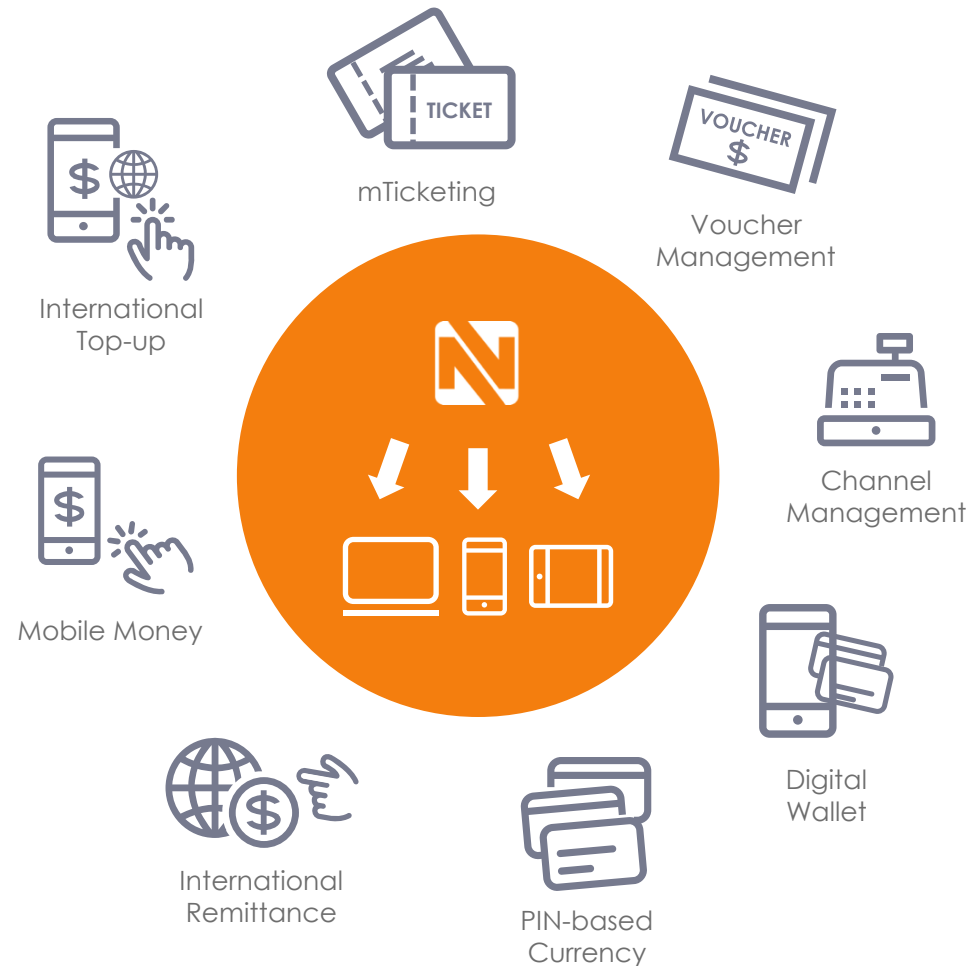 TICKET
mTicketing
VOUCHER
$
Voucher
Management
$
International
Top-up
N
Channel
Management
$
Mobile Money
Digital
Wallet
$
International
Remittance
PIN-based
Currency